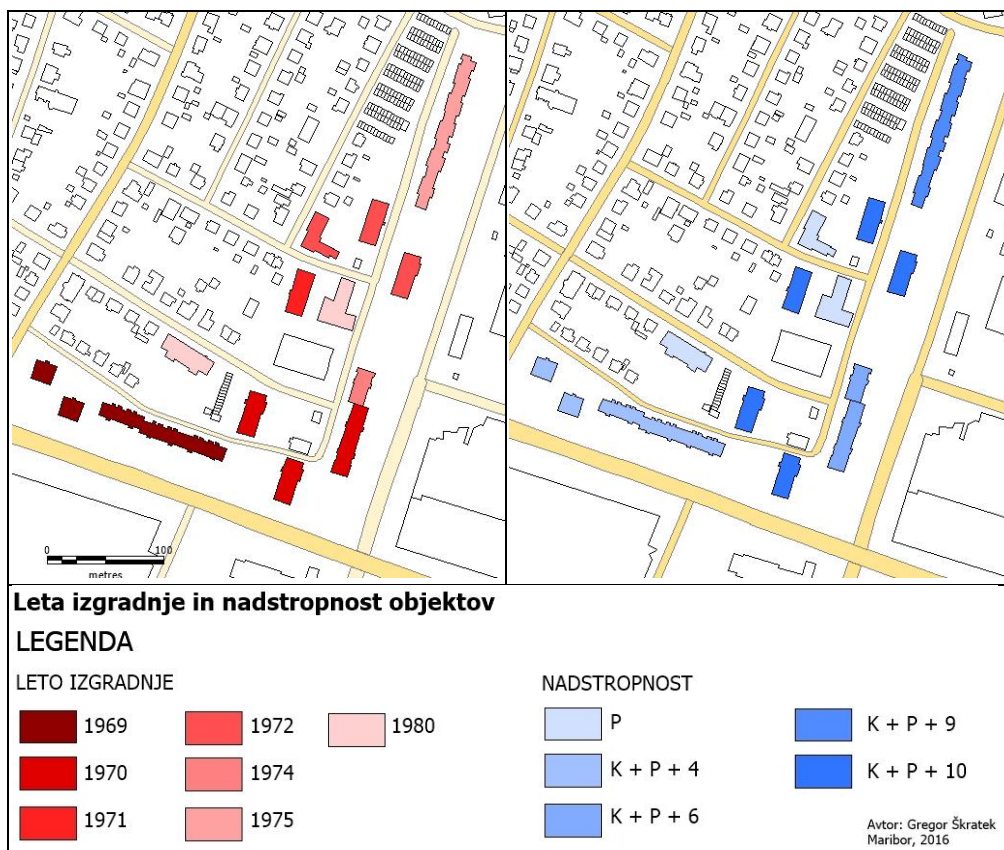 0 100
metres
Leta izgradnje in nadstropnost objektov
LEGENDA
LETO IZGRADNJE
1969
1970
1971
1972
1974
1975
1980
NADSTROPNOST
P
K + P + 4
K + P + 6
K + P + 9
K + P + 10
Avtor: Gregor Škratek
Maribor, 2016